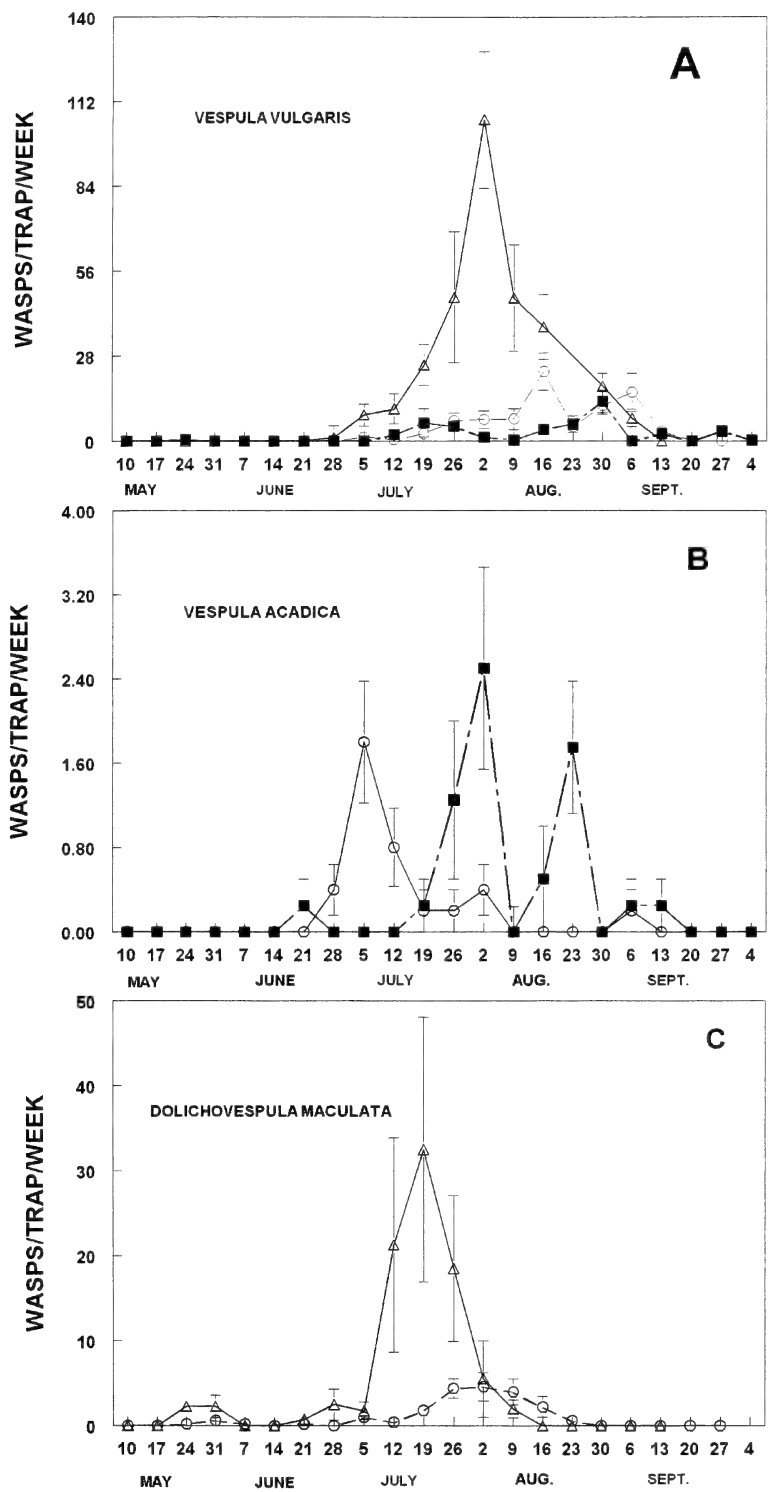 A
VESPULA VULGARIS
WASPS/TRAP/WEEK
140
112
84
56
28
0
10 17 24 31 7 14 21 28 5 12 19 26 2 9 16 23 30 6 13 20 27 4
MAY JUNE JULY AUG. SEPT.
B
VESPULA ACADICA
WASPS/TRAP/WEEK
4.00
3.20
2.40
1.60
0.80
0.00
10 17 24 31 7 14 21 28 5 12 19 26 2 9 16 23 30 6 13 20 27 4
MAY JUNE JULY AUG. SEPT.
C
DOLICHOVESPULA MACULATA
WASPS/TRAP/WEEK
50
40
30
20
10
0
10 17 24 31 7 14 21 28 5 12 19 26 2 9 16 23 30 6 13 20 27 4
MAY JUNE JULY AUG. SEPT.